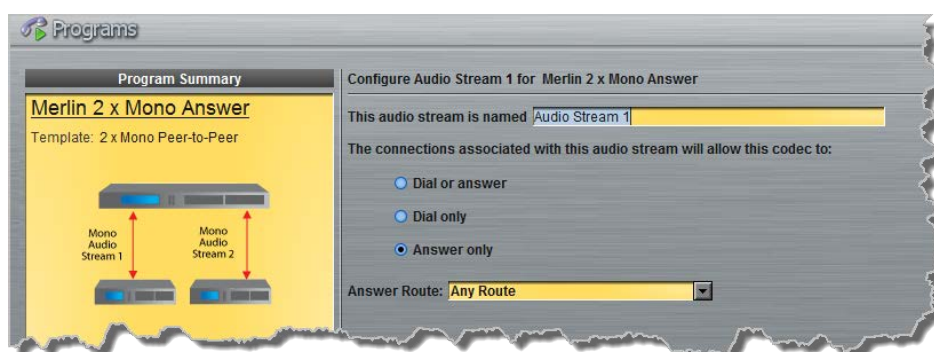 Programs
Program Summary
Merlin 2 x Mono Answer
Template: 2 x Mono Peer-to-Peer
Mono
Audio
Stream 1
Mono
Audio
Stream 2
Configure Audio Stream 1 for Merlin 2 x Mono Answer
This audio stream is named Audio Stream 1
The connections associated with this audio stream will allow this codec to:
Dial or answer
Dial only
Answer only
Answer Route: Any Route